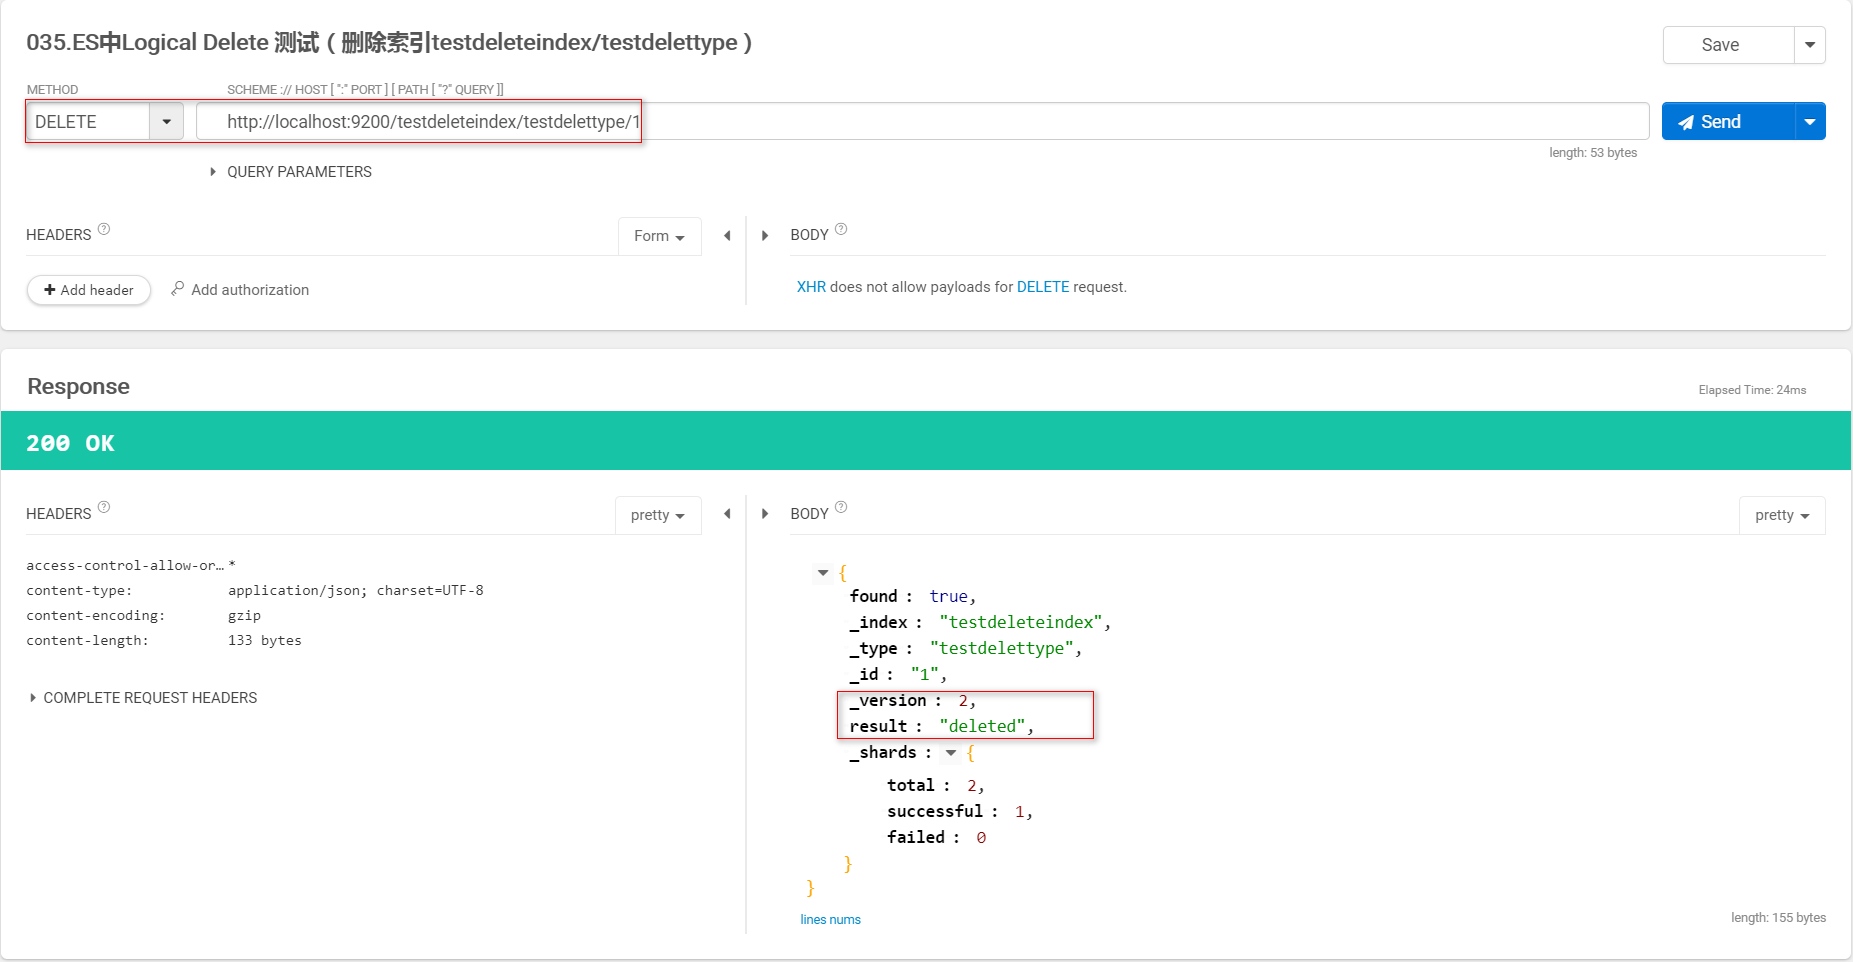 035.ES中Logical Delete 测试（删除索引testdeleteindex/testdelettype）
Save
METHOD
SCHEME :// HOST [ ":" PORT ] [ PATH [ "?" QUERY ]]
DELETE
http://localhost:9200/testdeleteindex/testdelettype/1
Send
length: 53 bytes
QUERY PARAMETERS
HEADERS ?
Form
BODY ?
Add header
Add authorization
XHR does not allow payloads for DELETE request.
Response
Elapsed Time: 24ms
200 OK
HEADERS ?
pretty
BODY ?
pretty
access-control-allow-or… *
content-type: application/json; charset=UTF-8
content-encoding: gzip
content-length: 133 bytes
COMPLETE REQUEST HEADERS
{
found : true,
_index : "testdeleteindex",
_type : "testdelettype",
_id : "1",
_version : 2,
result : "deleted",
_shards : {
total : 2,
successful : 1,
failed : 0
}
}
lines nums
length: 155 bytes